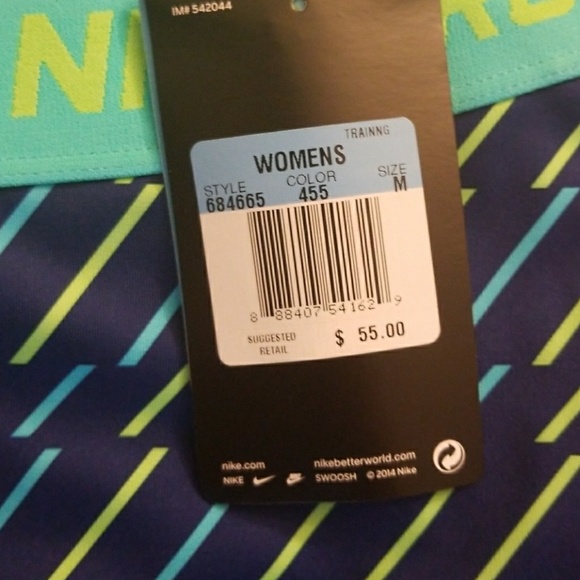 IM# 542044
TRAINNG
WOMENS
STYLE COLOR SIZE
684665 455 M
8 88407 54162 9
SUGGESTED
RETAIL
$ 55.00
nike.com nikebetterworld.com
NIKE SWOOSH © 2014 Nike